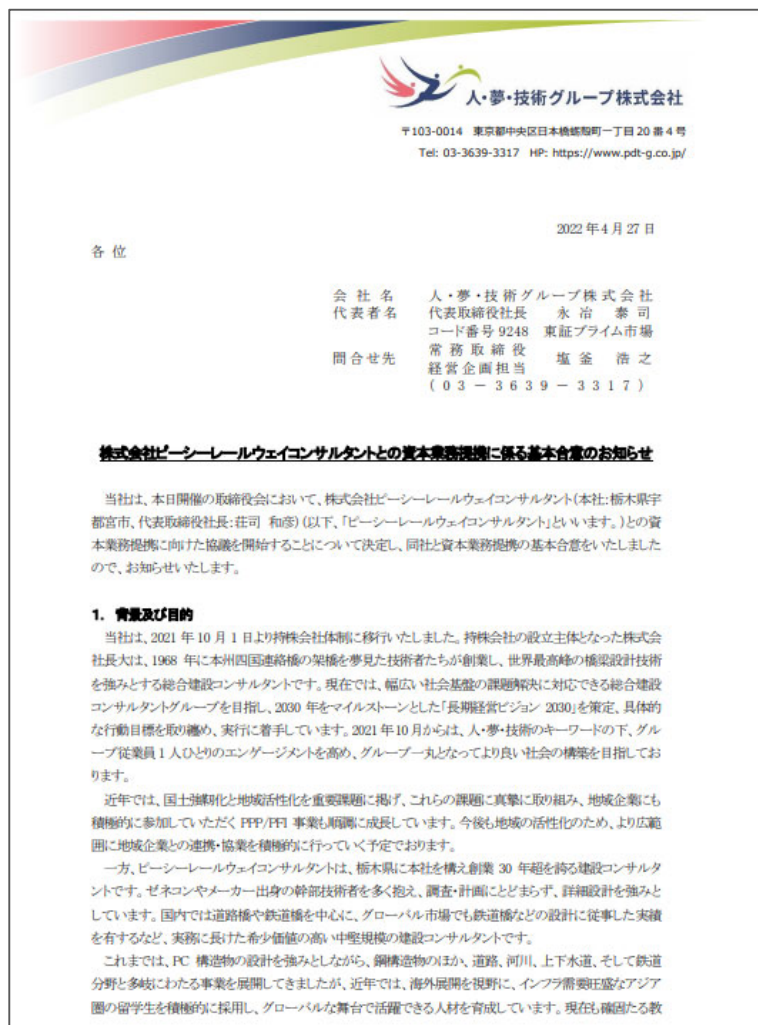 人・夢・技術グループ株式会社
〒103-0014 東京都中央区日本橋蛎殻町一丁目20番4号
Tel: 03-3639-3317 HP: https://www.pdt-g.co.jp/
2022年4月27日
各 位
会 社 名 人・夢・技術グループ株式会社
代表者名 代表取締役社長 永冶 泰司
コード番号9248 東証プライム市場
問合せ先 常務取締役 塩釜 浩之
経営企画担当
(03-3639-3317)
株式会社ピーシーレールウェイコンサルタントとの資本業務提携に係る基本合意のお知らせ
当社は、本日開催の取締役会において、株式会社ピーシーレールウェイコンサルタント(本社:栃木県宇
都宮市、代表取締役社長:荘司 和彦)(以下、「ピーシーレールウェイコンサルタント」といいます。)との資
本業務提携に向けた協議を開始することについて決定し、同社と資本業務提携の基本合意をいたしました
ので、お知らせいたします。
1. 背景及び目的
当社は、2021年10月1日より持株会社体制に移行いたしました。持株会社の設立主体となった株式会
社長大は、1968年に本州四国連絡橋の架橋を夢見た技術者たちが創業し、世界最高峰の橋梁設計技術
を強みとする総合建設コンサルタントです。現在では、幅広い社会基盤の課題解決に対応できる総合建設
コンサルタントグループを目指し、2030年をマイルストーンとした「長期経営ビジョン2030」を策定、具体的
な行動目標を取り纏め、実行に着手しています。2021年10月からは、人・夢・技術のキーワードの下、グル
ープ従業員1人ひとりのエンゲージメントを高め、グループ一丸となってより良い社会の構築を目指してお
ります。
近年では、国土強靭化と地域活性化を重要課題に掲げ、これらの課題に真摯に取り組み、地域企業にも
積極的に参加していただくPPP/PFI事業も順調に成長しています。今後も地域の活性化のため、より広範
囲に地域企業との連携・協業を積極的に行っていく予定でおります。
一方、ピーシーレールウェイコンサルタントは、栃木県に本社を構え創業30年超を誇る建設コンサルタ
ントです。ゼネコンやメーカー出身の幹部技術者を多く抱え、調査・計画にとどまらず、詳細設計を強みと
しています。国内では道路橋や鉄道橋を中心に、グローバル市場でも鉄道橋などの設計に従事した実績
を有するなど、実務に長けた希少価値の高い中堅規模の建設コンサルタントです。
これまでは、PC構造物の設計を強みとしながら、鋼構造物のほか、道路、河川、上下水道、そして鉄道
分野と多岐にわたる事業を展開してきましたが、近年では、海外展開を視野に、インフラ需要旺盛なアジア
圏の留学生を積極的に採用し、グローバルな舞台で活躍できる人材を育成しています。現在も確固たる教